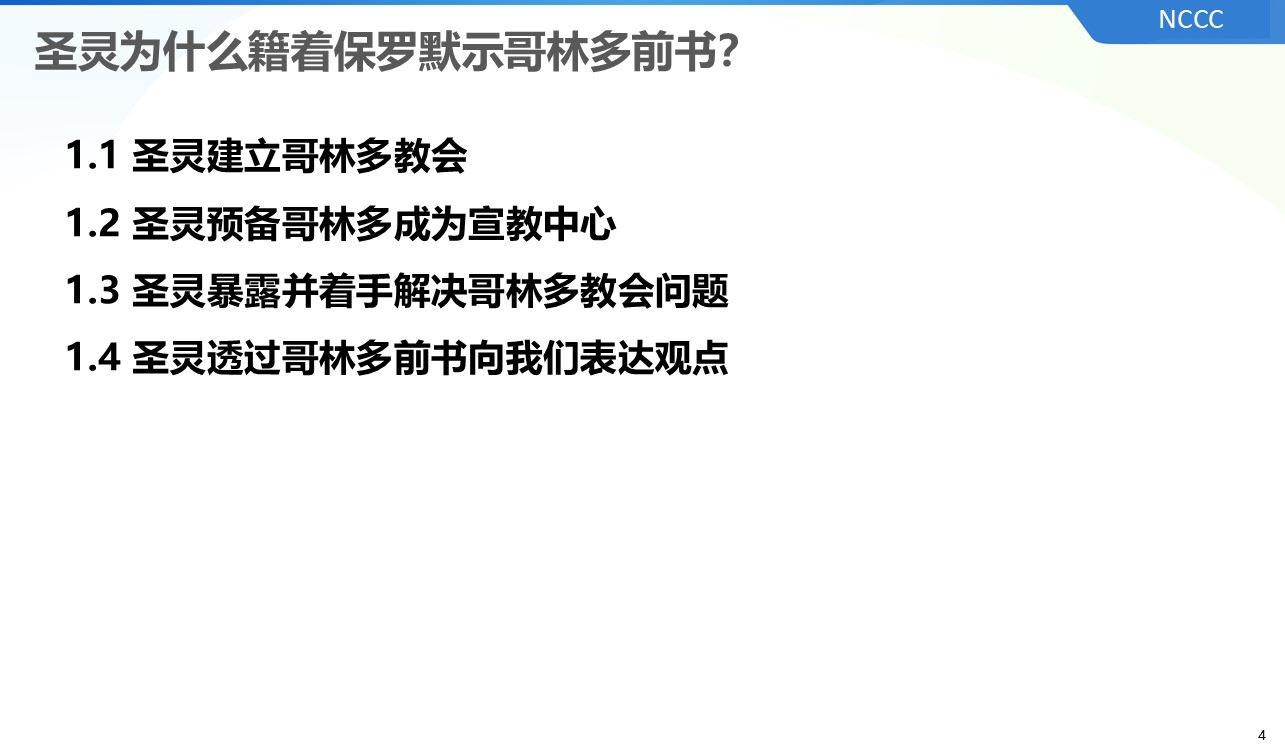 NCCC
圣灵为什么籍着保罗默示哥林多前书？
1.1 圣灵建立哥林多教会
1.2 圣灵预备哥林多成为宣教中心
1.3 圣灵暴露并着手解决哥林多教会问题
1.4 圣灵透过哥林多前书向我们表达观点
4